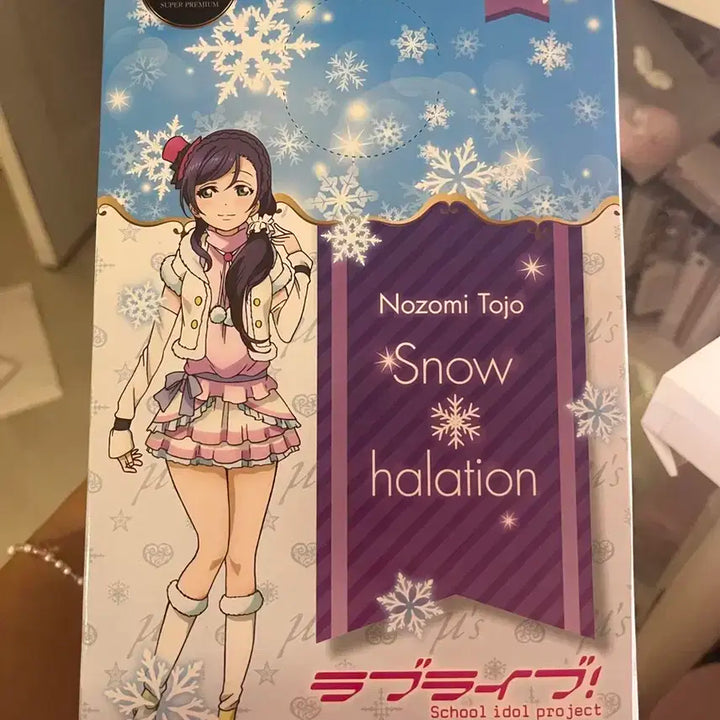 SUPER PREMIUM
Nozomi Tojo
Snow
halation
μ's
μ's
μ's
ラブライブ!
School idol project